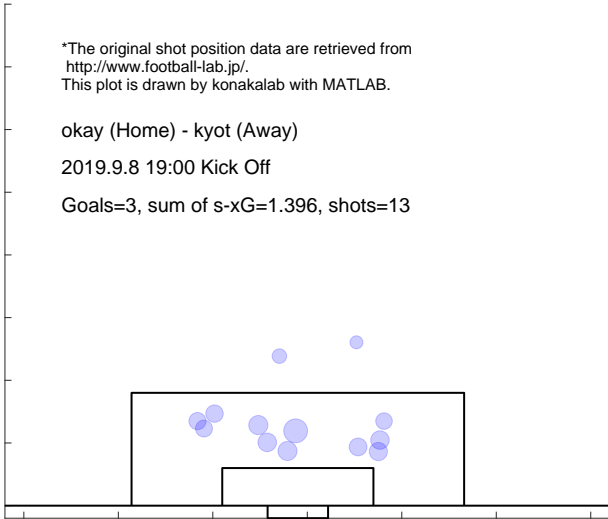 *The original shot position data are retrieved from
http://www.football-lab.jp/.
This plot is drawn by konakalab with MATLAB.
okay (Home) - kyot (Away)
2019.9.8 19:00 Kick Off
Goals=3, sum of s-xG=1.396, shots=13